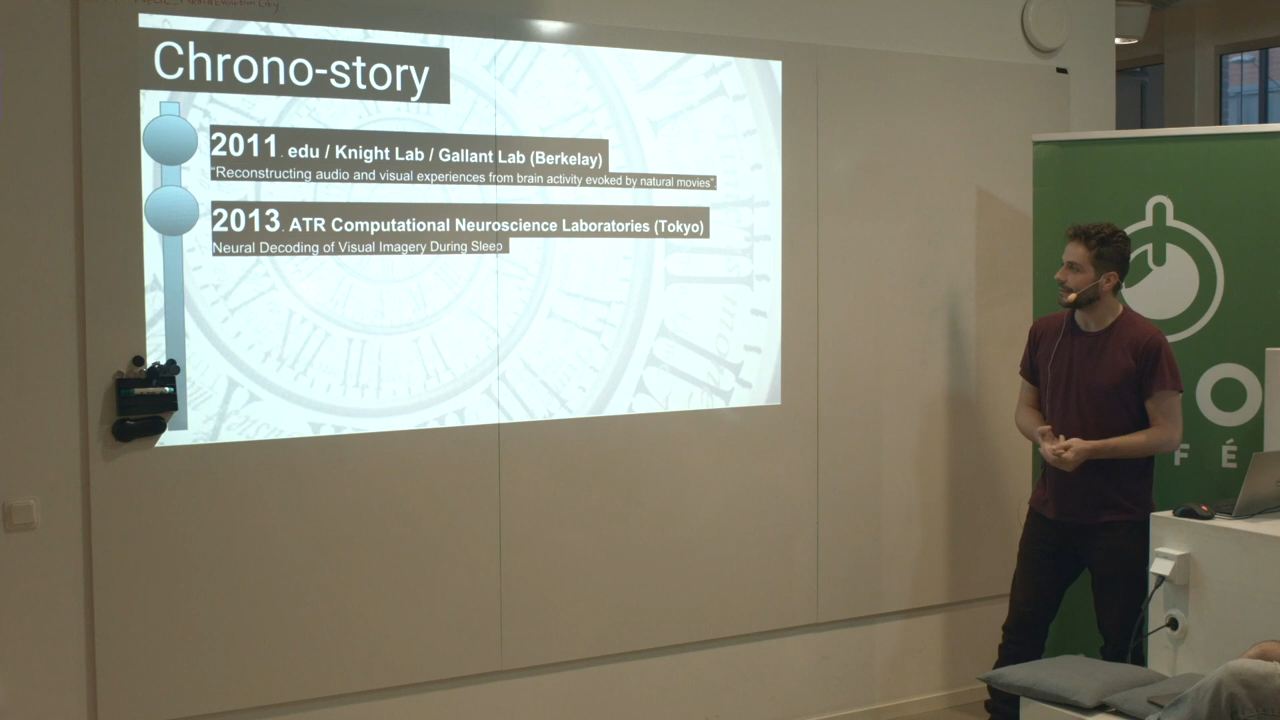 Chrono-story
2011. edu / Knight Lab / Gallant Lab (Berkelay)
"Reconstructing audio and visual experiences from brain activity evoked by natural movies".
2013. ATR Computational Neuroscience Laboratories (Tokyo)
Neural Decoding of Visual Imagery During Sleep
O
F É